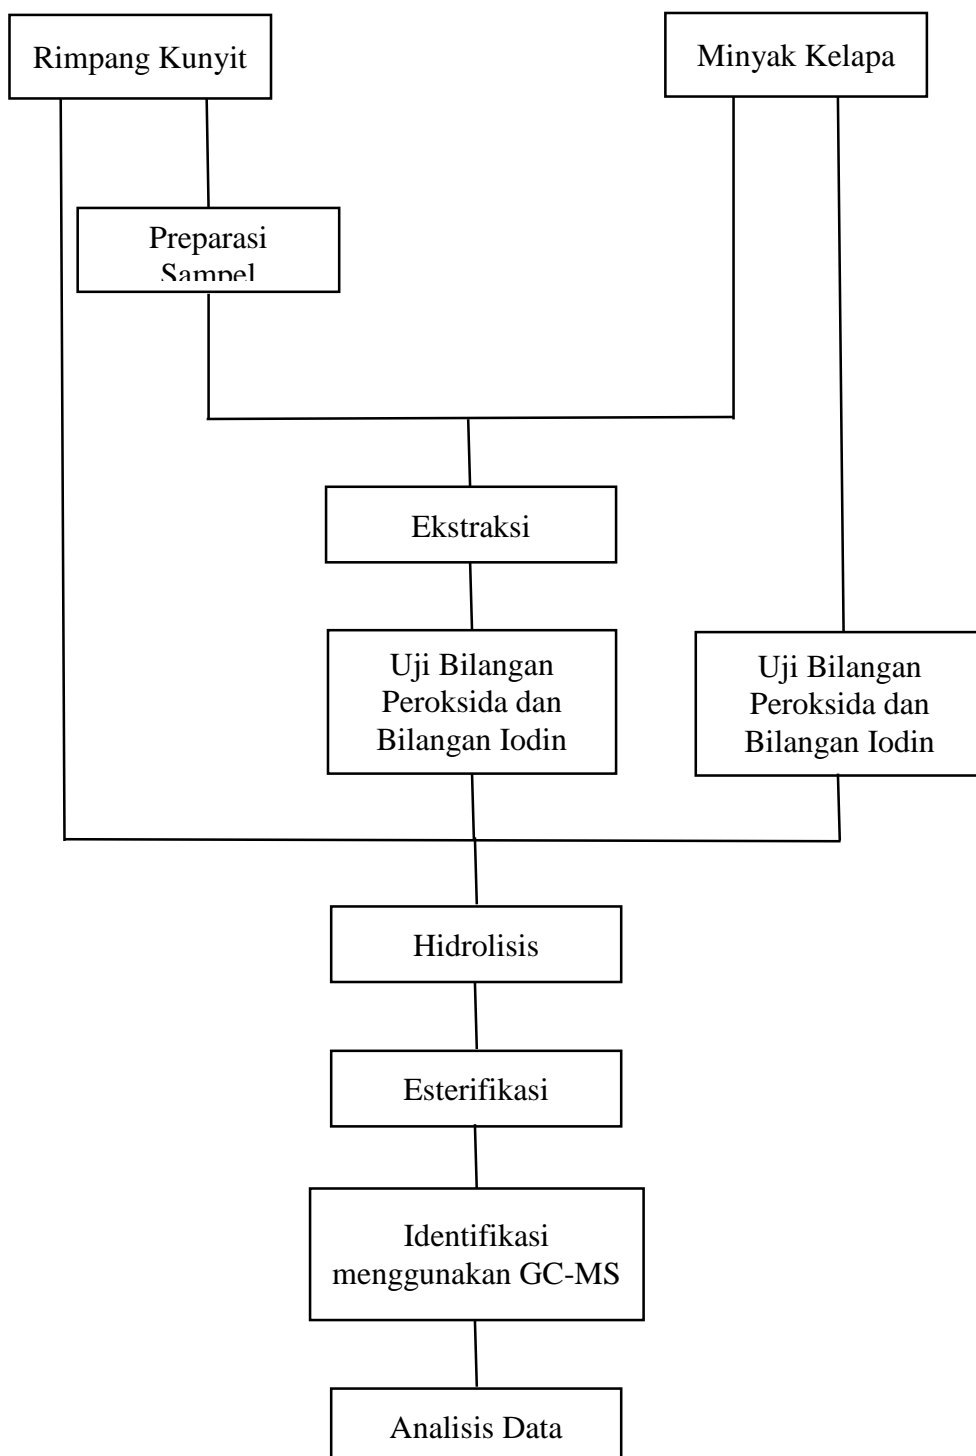 Rimpang Kunyit
Minyak Kelapa
Preparasi
Sampel
Ekstraksi
Uji Bilangan
Peroksida dan
Bilangan Iodin
Uji Bilangan
Peroksida dan
Bilangan Iodin
Hidrolisis
Esterifikasi
Identifikasi
menggunakan GC-MS
Analisis Data